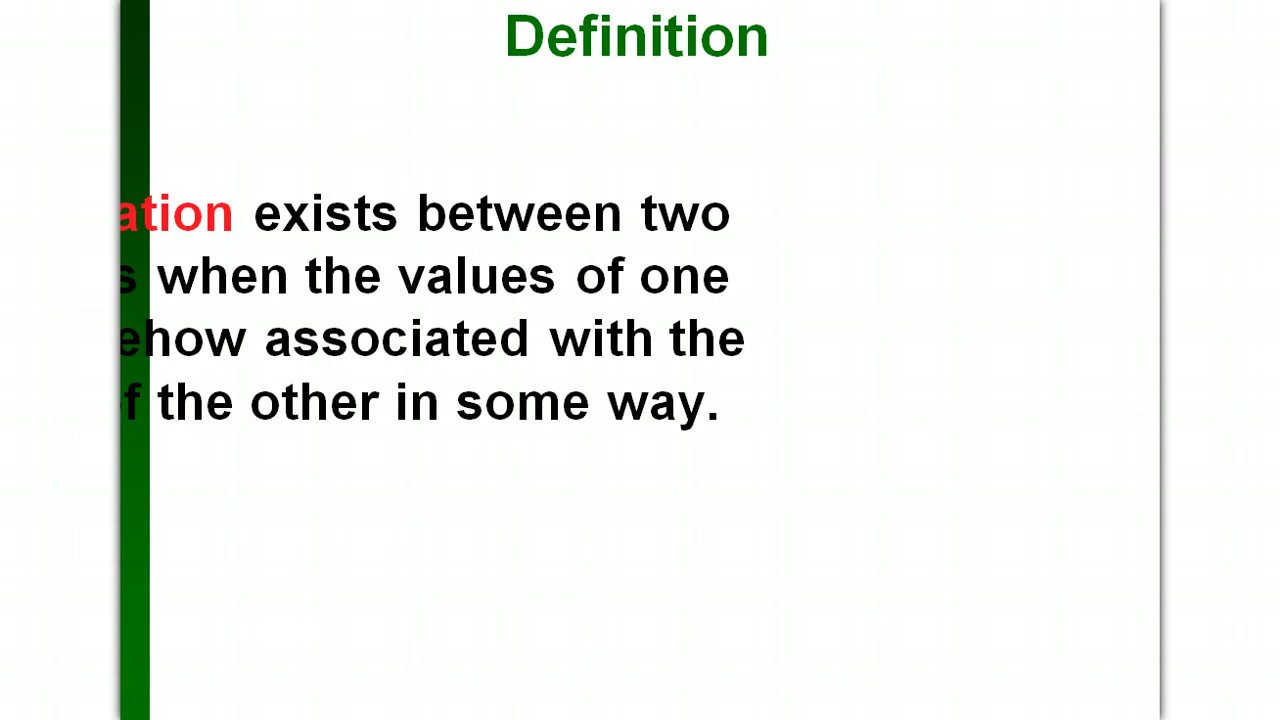 Definition
ation exists between two
s when the values of one
ehow associated with the
of the other in some way.